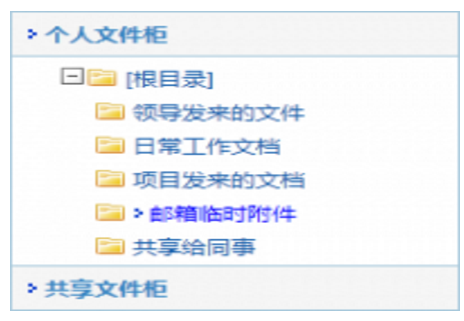 个人文件柜
[根目录]
领导发来的文件
日常工作文档
项目发来的文档
邮箱临时附件
共享给同事
共享文件柜